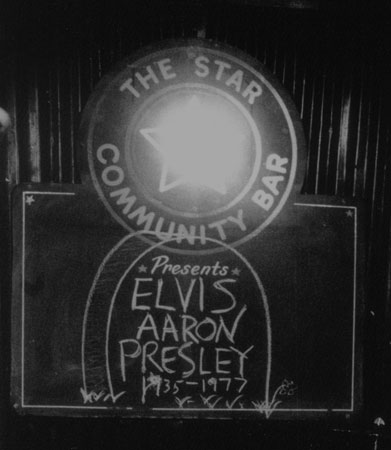 THE STAR
COMMUNITY BAR
Presents
ELVIS
AARON
PRESLEY
1935-1977